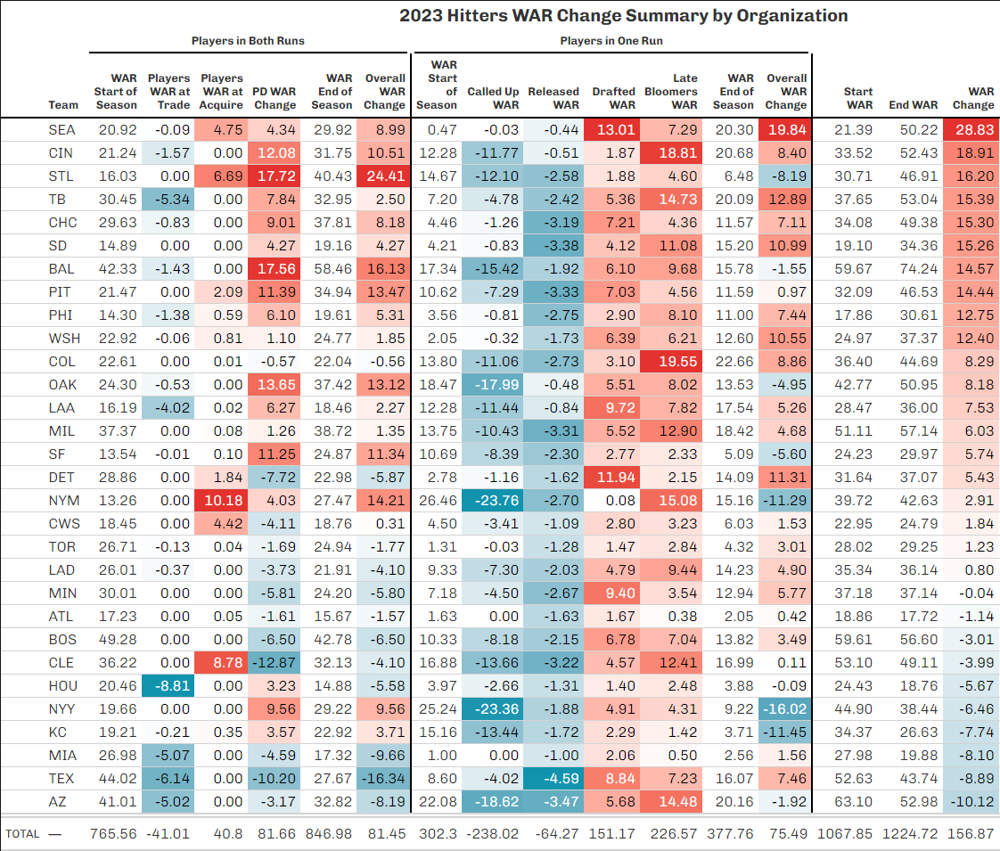 2023 Hitters WAR Change Summary by Organization
Players in Both Runs Players in One Run
Team WAR Start of Season Players WAR at Trade Players WAR at Acquire PD WAR Change WAR End of Season Overall WAR Change WAR Start of Season Called Up WAR Released WAR Drafted WAR Late Bloomers WAR WAR End of Season Overall WAR Change Start WAR End WAR WAR Change
SEA 20.92 -0.09 4.75 4.34 29.92 8.99 0.47 -0.03 -0.44 13.01 7.29 20.30 19.84 21.39 50.22 28.83
CIN 21.24 -1.57 0.00 12.08 31.75 10.51 12.28 -11.77 -0.51 1.87 18.81 20.68 8.40 33.52 52.43 18.91
STL 16.03 0.00 6.69 17.72 40.43 24.41 14.67 -12.10 -2.58 1.88 4.60 6.48 -8.19 30.71 46.91 16.20
TB 30.45 -5.34 0.00 7.84 32.95 2.50 7.20 -4.78 -2.42 5.36 14.73 20.09 12.89 37.65 53.04 15.39
CHC 29.63 -0.83 0.00 9.01 37.81 8.18 4.46 -1.26 -3.19 7.21 4.36 11.57 7.11 34.08 49.38 15.30
SD 14.89 0.00 0.00 4.27 19.16 4.27 4.21 -0.83 -3.38 4.12 11.08 15.20 10.99 19.10 34.36 15.26
BAL 42.33 -1.43 0.00 17.56 58.46 16.13 17.34 -15.42 -1.92 6.10 9.68 15.78 -1.55 59.67 74.24 14.57
PIT 21.47 0.00 2.09 11.39 34.94 13.47 10.62 -7.29 -3.33 7.03 4.56 11.59 0.97 32.09 46.53 14.44
PHI 14.30 -1.38 0.59 6.10 19.61 5.31 3.56 -0.81 -2.75 2.90 8.10 11.00 7.44 17.86 30.61 12.75
WSH 22.92 -0.06 0.81 1.10 24.77 1.85 2.05 -0.32 -1.73 6.39 6.21 12.60 10.55 24.97 37.37 12.40
COL 22.61 0.00 0.01 -0.57 22.04 -0.56 13.80 -11.06 -2.73 3.10 19.55 22.66 8.86 36.40 44.69 8.29
OAK 24.30 -0.53 0.00 13.65 37.42 13.12 18.47 -17.99 -0.48 5.51 8.02 13.53 -4.95 42.77 50.95 8.18
LAA 16.19 -4.02 0.02 6.27 18.46 2.27 12.28 -11.44 -0.84 9.72 7.82 17.54 5.26 28.47 36.00 7.53
MIL 37.37 0.00 0.08 1.26 38.72 1.35 13.75 -10.43 -3.31 5.52 12.90 18.42 4.68 51.11 57.14 6.03
SF 13.54 -0.01 0.10 11.25 24.87 11.34 10.69 -8.39 -2.30 2.77 2.33 5.09 -5.60 24.23 29.97 5.74
DET 28.86 0.00 1.84 -7.72 22.98 -5.87 2.78 -1.16 -1.62 11.94 2.15 14.09 11.31 31.64 37.07 5.43
NYM 13.26 0.00 10.18 4.03 27.47 14.21 26.46 -23.76 -2.70 0.08 15.08 15.16 -11.29 39.72 42.63 2.91
CWS 18.45 0.00 4.42 -4.11 18.76 0.31 4.50 -3.41 -1.09 2.80 3.23 6.03 1.53 22.95 24.79 1.84
TOR 26.71 -0.13 0.04 -1.69 24.94 -1.77 1.31 -0.03 -1.28 1.47 2.84 4.32 3.01 28.02 29.25 1.23
LAD 26.01 -0.37 0.00 -3.73 21.91 -4.10 9.33 -7.30 -2.03 4.79 9.44 14.23 4.90 35.34 36.14 0.80
MIN 30.01 0.00 0.00 -5.81 24.20 -5.80 7.18 -4.50 -2.67 9.40 3.54 12.94 5.77 37.18 37.14 -0.04
ATL 17.23 0.00 0.05 -1.61 15.67 -1.57 1.63 0.00 -1.63 1.67 0.38 2.05 0.42 18.86 17.72 -1.14
BOS 49.28 0.00 0.00 -6.50 42.78 -6.50 10.33 -8.18 -2.15 6.78 7.04 13.82 3.49 59.61 56.60 -3.01
CLE 36.22 0.00 8.78 -12.87 32.13 -4.10 16.88 -13.66 -3.22 4.57 12.41 16.99 0.11 53.10 49.11 -3.99
HOU 20.46 -8.81 0.00 3.23 14.88 -5.58 3.97 -2.66 -1.31 1.40 2.48 3.88 -0.09 24.43 18.76 -5.67
NYY 19.66 0.00 0.00 9.56 29.22 9.56 25.24 -23.36 -1.88 4.91 4.31 9.22 -16.02 44.90 38.44 -6.46
KC 19.21 -0.21 0.35 3.57 22.92 3.71 15.16 -13.44 -1.72 2.29 1.42 3.71 -11.45 34.37 26.63 -7.74
MIA 26.98 -5.07 0.00 -4.59 17.32 -9.66 1.00 0.00 -1.00 2.06 0.50 2.56 1.56 27.98 19.88 -8.10
TEX 44.02 -6.14 0.00 -10.20 27.67 -16.34 8.60 -4.02 -4.59 8.84 7.23 16.07 7.46 52.63 43.74 -8.89
AZ 41.01 -5.02 0.00 -3.17 32.82 -8.19 22.08 -18.62 -3.47 5.68 14.48 20.16 -1.92 63.10 52.98 -10.12
TOTAL — 765.56 -41.01 40.8 81.66 846.98 81.45 302.3 -238.02 -64.27 151.17 226.57 377.76 75.49 1067.85 1224.72 156.87